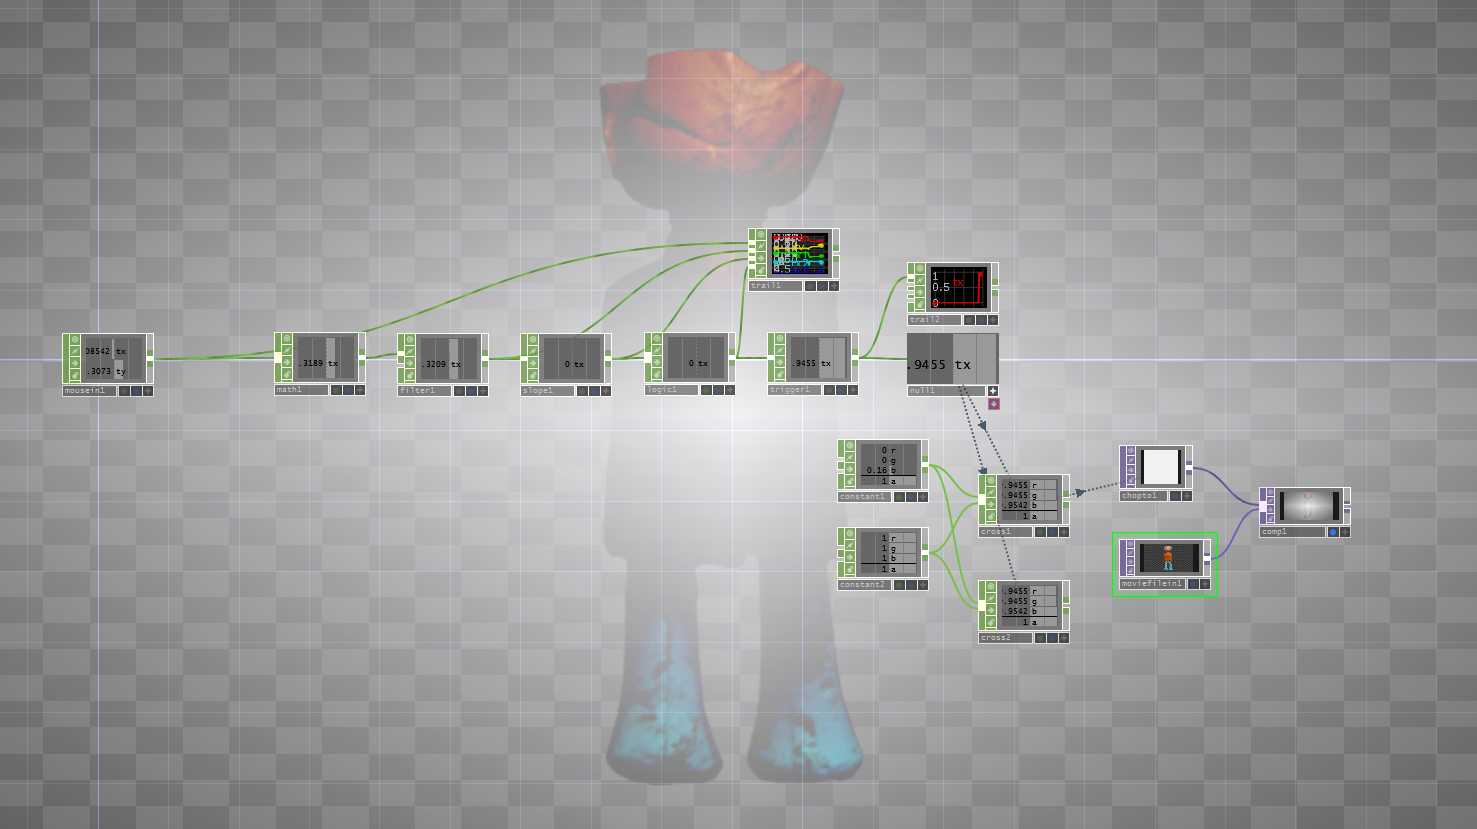 trail1
1
0.5
0
tx
trail2
08542 tx
.3073 ty
mousein1
.3189 tx
math1
.3209 tx
filter1
0 tx
slope1
0 tx
logic1
.9455 tx
trigger1
.9455 tx
null1
0 r
0 g
0.16 b
1 a
constant1
1 r
1 g
1 b
1 a
constant2
.9455 r
.9455 g
.9542 b
1 a
cross1
.9455 r
.9455 g
.9542 b
1 a
cross2
chopto1
moviefilein1
comp1